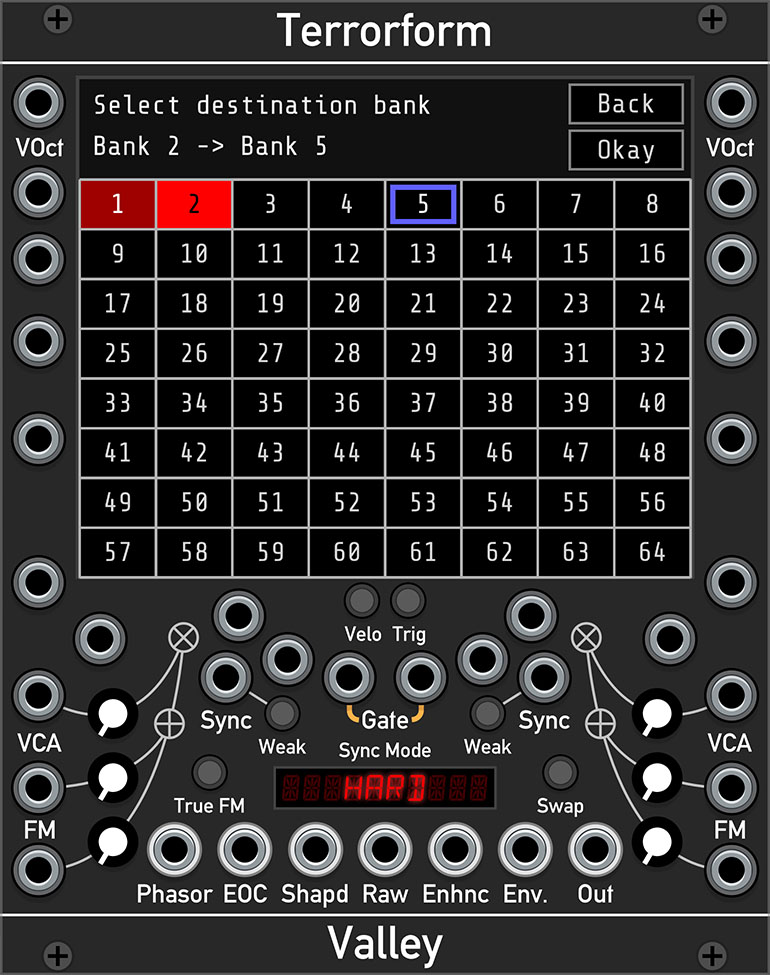 Terrorform
Select destination bank
Back
Bank 2 -> Bank 5
Okay
VOct
VOct
1 2 3 4 5 6 7 8
9 10 11 12 13 14 15 16
17 18 19 20 21 22 23 24
25 26 27 28 29 30 31 32
33 34 35 36 37 38 39 40
41 42 43 44 45 46 47 48
49 50 51 52 53 54 55 56
57 58 59 60 61 62 63 64
Velo Trig
Sync
Gate
Sync
VCA
Weak
Sync Mode
Weak
VCA
HARD
True FM
Swap
FM
FM
Phasor EOC Shapd Raw Enhnc Env. Out
Valley